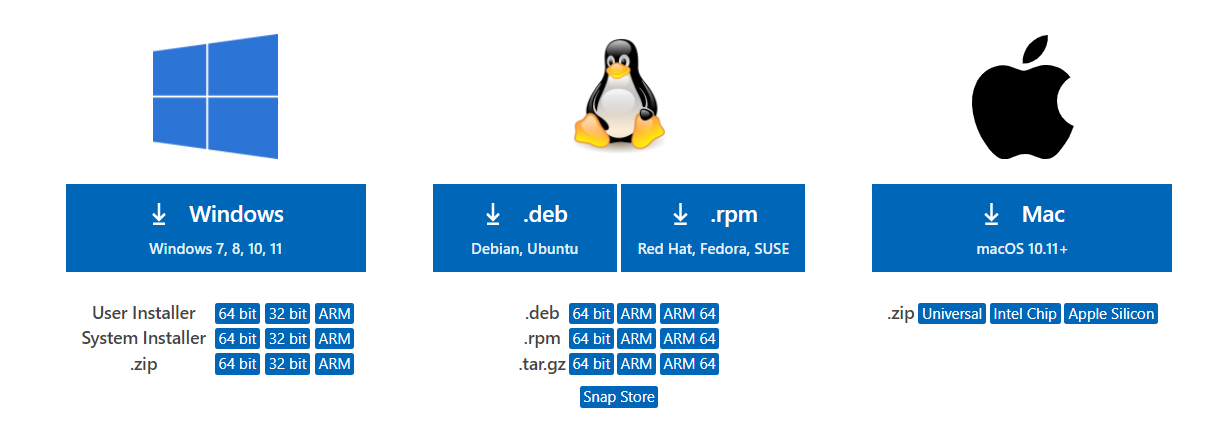 Windows
Windows 7, 8, 10, 11
User Installer 64 bit 32 bit ARM
System Installer 64 bit 32 bit ARM
.zip 64 bit 32 bit ARM
.deb
Debian, Ubuntu
.rpm
Red Hat, Fedora, SUSE
.deb 64 bit ARM ARM 64
.rpm 64 bit ARM ARM 64
.tar.gz 64 bit ARM ARM 64
Snap Store
Mac
macOS 10.11+
.zip Universal Intel Chip Apple Silicon